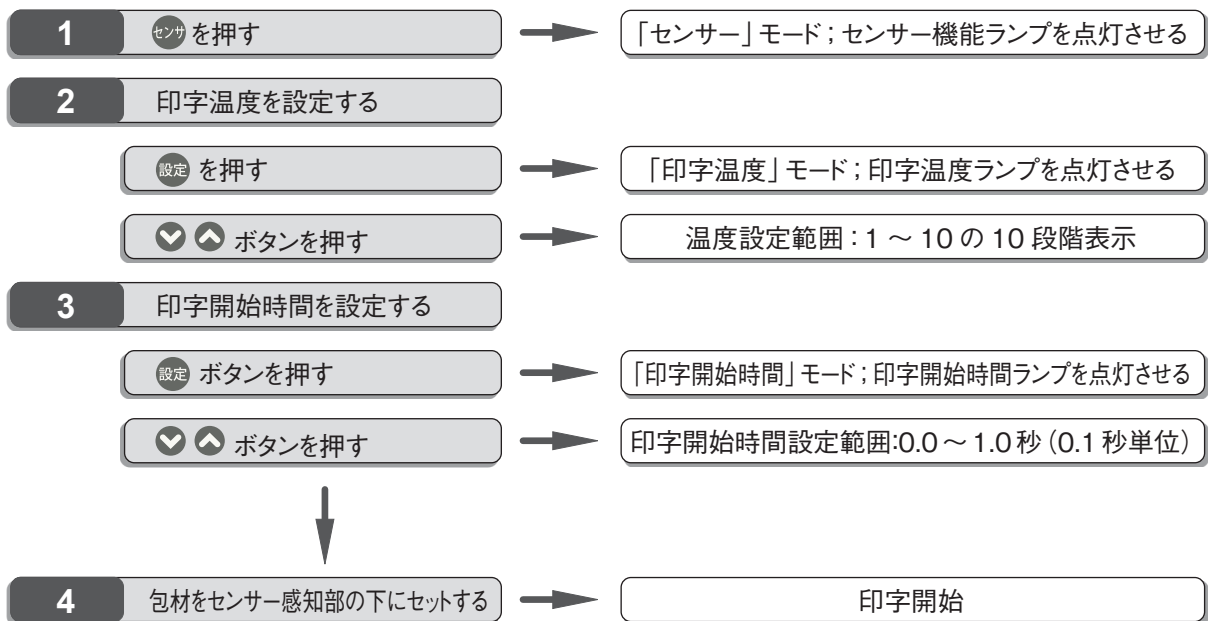 1 センサ を押す
「センサー」モード;センサー機能ランプを点灯させる
2 印字温度を設定する
設定 を押す
「印字温度」モード;印字温度ランプを点灯させる
ボタンを押す
温度設定範囲:1 ~ 10 の 10 段階表示
3 印字開始時間を設定する
設定 ボタンを押す
「印字開始時間」モード;印字開始時間ランプを点灯させる
ボタンを押す
印字開始時間設定範囲:0.0 ~ 1.0 秒(0.1 秒単位)
4 包材をセンサー感知部の下にセットする
印字開始